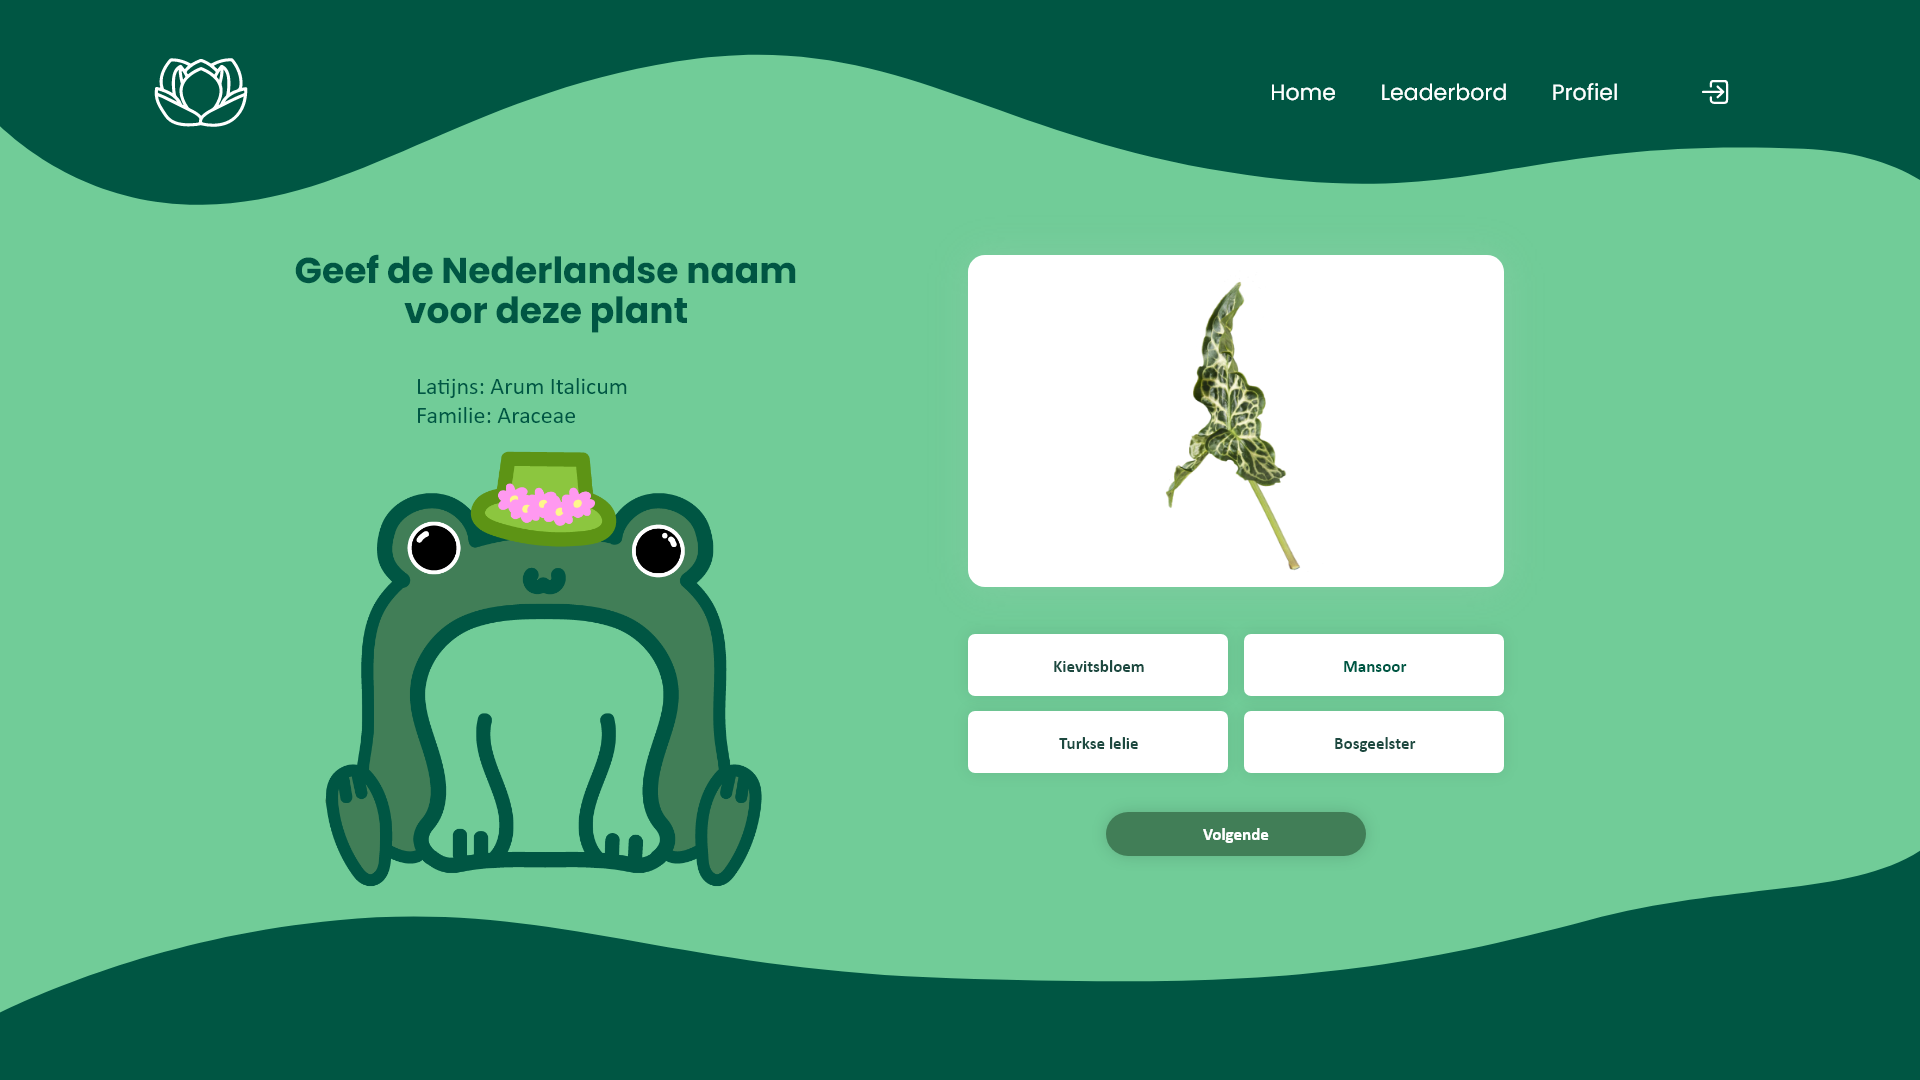 Home Leaderbord Profiel
Geef de Nederlandse naam
voor deze plant
Latijns: Arum Italicum
Familie: Araceae
Kievitsbloem
Mansoor
Turkse lelie
Bosgeelster
Volgende